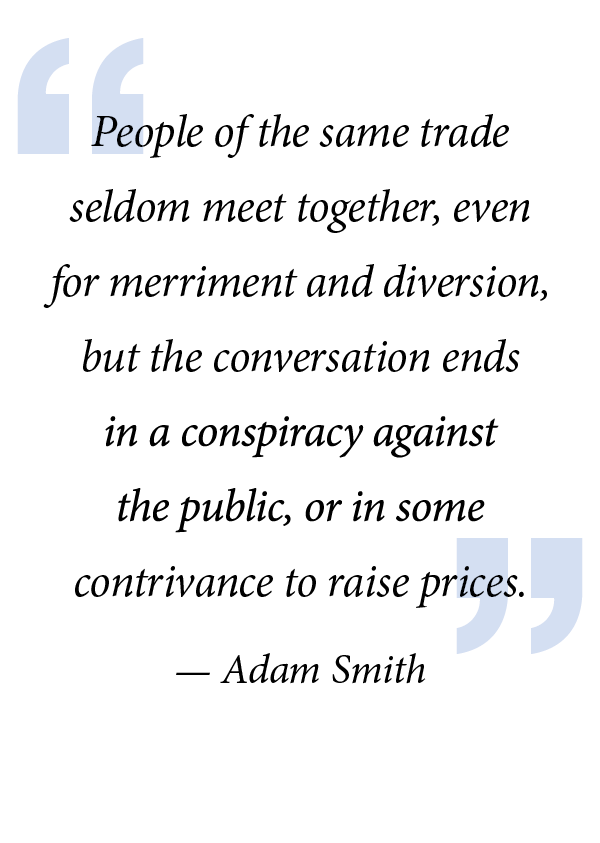 “
People of the same trade
seldom meet together, even
for merriment and diversion,
but the conversation ends
in a conspiracy against
the public, or in some
contrivance to raise prices.
”
— Adam Smith